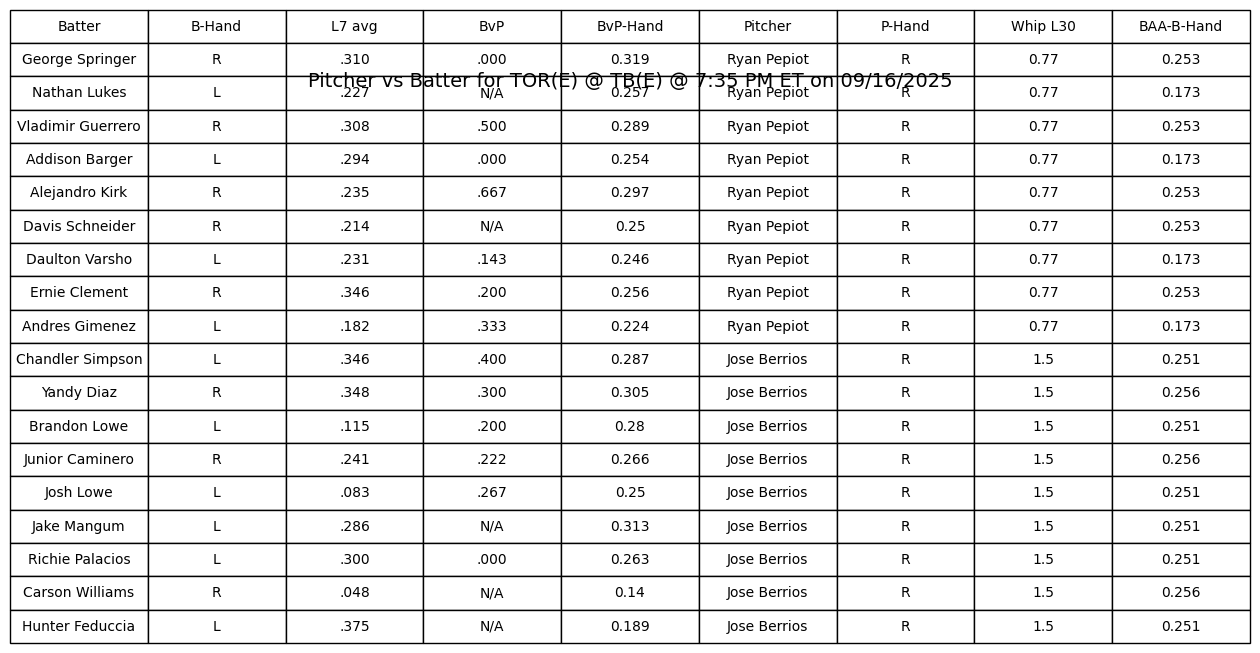 Batter B-Hand L7 avg BvP BvP-Hand Pitcher P-Hand Whip L30 BAA-B-Hand
George Springer R .310 .000 0.319 Ryan Pepiot R 0.77 0.253
Pitcher vs Batter for TOR(E) @ TB(E) @ 7:35 PM ET on 09/16/2025
Nathan Lukes L .227 N/A 0.257 Ryan Pepiot R 0.77 0.173
Vladimir Guerrero R .308 .500 0.289 Ryan Pepiot R 0.77 0.253
Addison Barger L .294 .000 0.254 Ryan Pepiot R 0.77 0.173
Alejandro Kirk R .235 .667 0.297 Ryan Pepiot R 0.77 0.253
Davis Schneider R .214 N/A 0.25 Ryan Pepiot R 0.77 0.253
Daulton Varsho L .231 .143 0.246 Ryan Pepiot R 0.77 0.173
Ernie Clement R .346 .200 0.256 Ryan Pepiot R 0.77 0.253
Andres Gimenez L .182 .333 0.224 Ryan Pepiot R 0.77 0.173
Chandler Simpson L .346 .400 0.287 Jose Berrios R 1.5 0.251
Yandy Diaz R .348 .300 0.305 Jose Berrios R 1.5 0.256
Brandon Lowe L .115 .200 0.28 Jose Berrios R 1.5 0.251
Junior Caminero R .241 .222 0.266 Jose Berrios R 1.5 0.256
Josh Lowe L .083 .267 0.25 Jose Berrios R 1.5 0.251
Jake Mangum L .286 N/A 0.313 Jose Berrios R 1.5 0.251
Richie Palacios L .300 .000 0.263 Jose Berrios R 1.5 0.251
Carson Williams R .048 N/A 0.14 Jose Berrios R 1.5 0.256
Hunter Feduccia L .375 N/A 0.189 Jose Berrios R 1.5 0.251